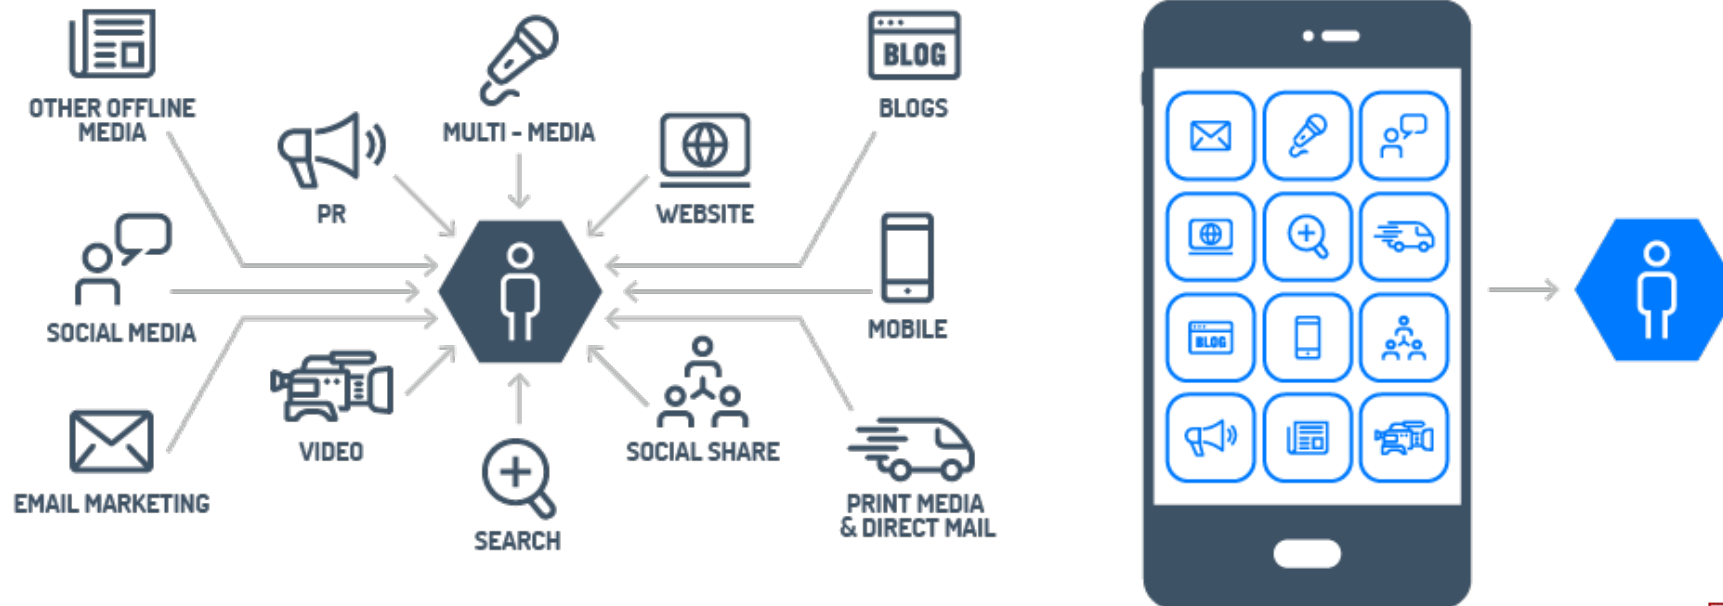 OTHER OFFLINE
MEDIA
PR
MULTI - MEDIA
WEBSITE
BLOG
BLOGS
SOCIAL MEDIA
MOBILE
EMAIL MARKETING
VIDEO
SEARCH
SOCIAL SHARE
PRINT MEDIA
& DIRECT MAIL
BLOG